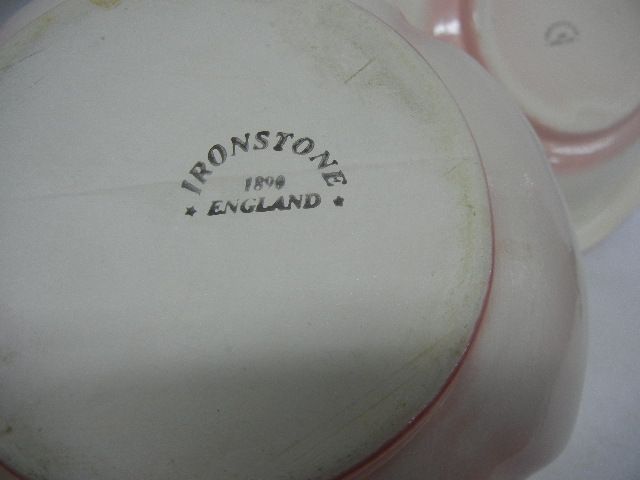 IRONSTONE
1890
★ ENGLAND ★